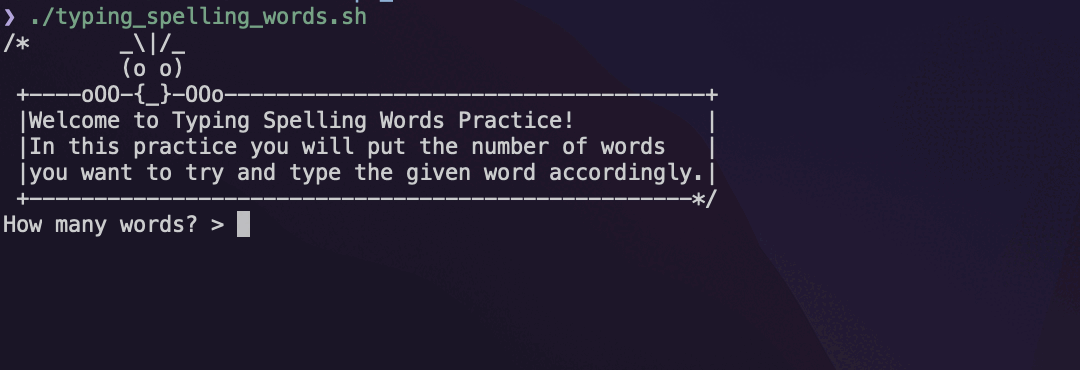 ❯ ./typing_spelling_words.sh
/*       _\|/_
         (o o)
 +----oOO-{_}-OOo-------------------------------------+
 |Welcome to Typing Spelling Words Practice!          |
 |In this practice you will put the number of words   |
 |you want to try and type the given word accordingly.|
 +---------------------------------------------------*/
How many words? >